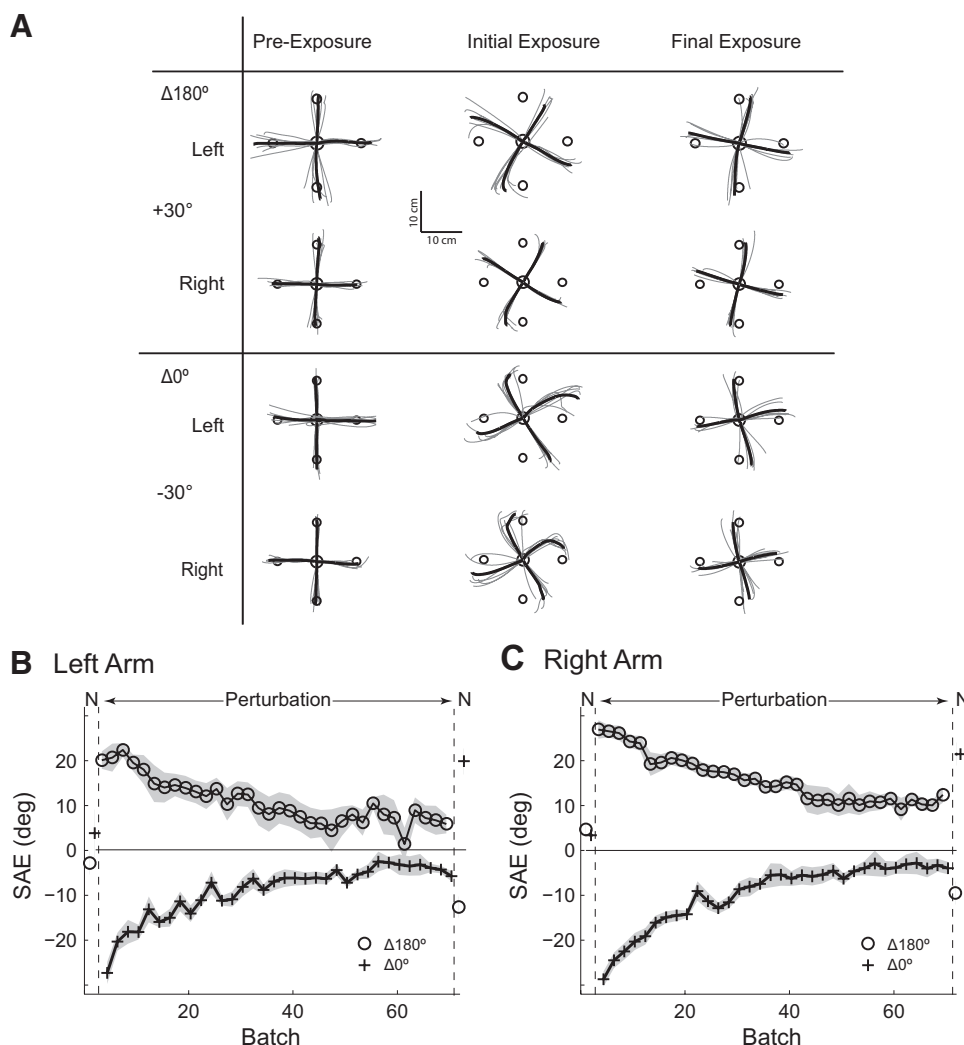 A
Pre-Exposure Initial Exposure Final Exposure
Δ180º
Left
+30°
10 cm
10 cm
Right
Δ0º
Left
-30°
Right
B Left Arm
N Perturbation N
SAE (deg)
20
10
0
−10
−20
Δ180º
Δ0º
20 40 60
Batch
C Right Arm
N Perturbation N
SAE (deg)
20
10
0
−10
−20
Δ180º
Δ0º
20 40 60
Batch